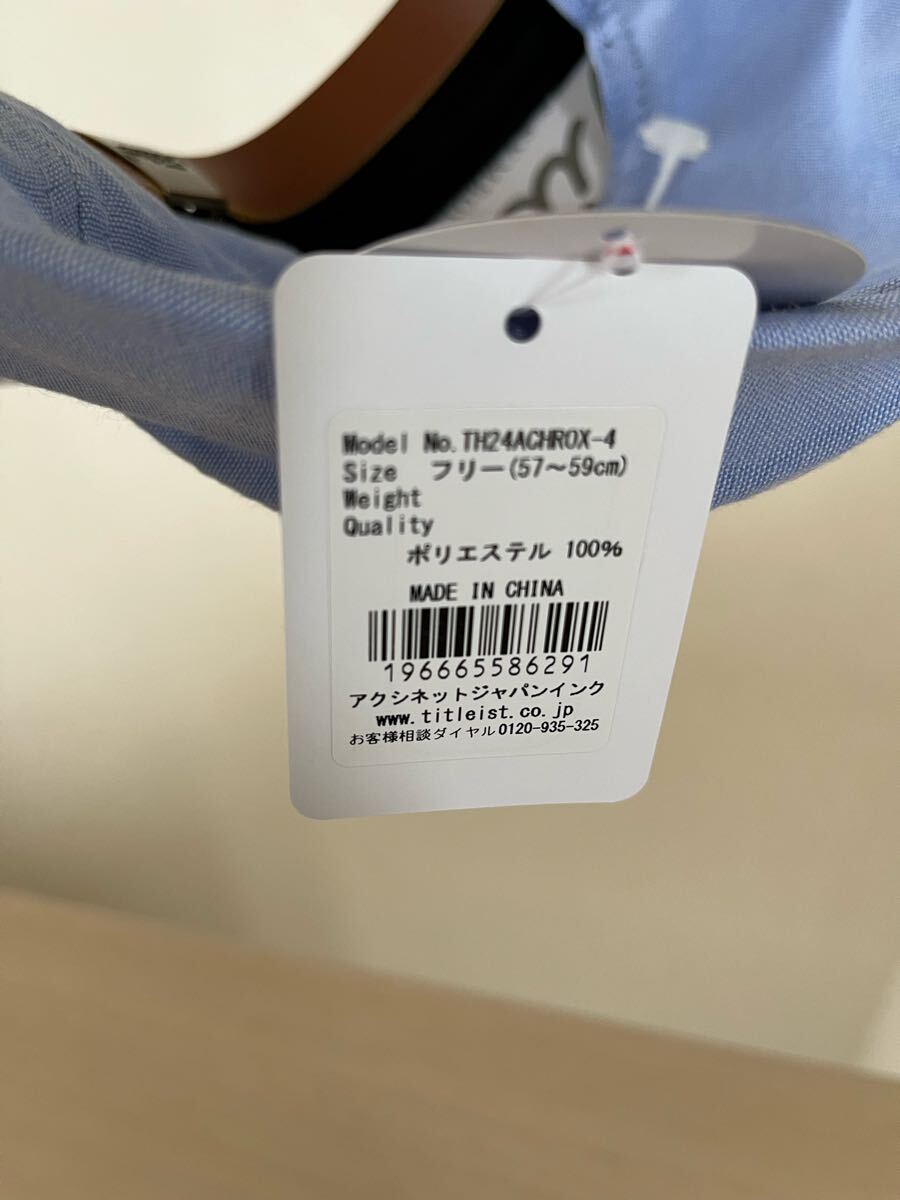 Model No.TH24ACHROX-4
Size フリー(57～59cm)
Weight
Quality
ポリエステル 100%
MADE IN CHINA
196665586291
アクシネットジャパンインク
www.titleist.co.jp
お客様相談ダイヤル0120-935-325